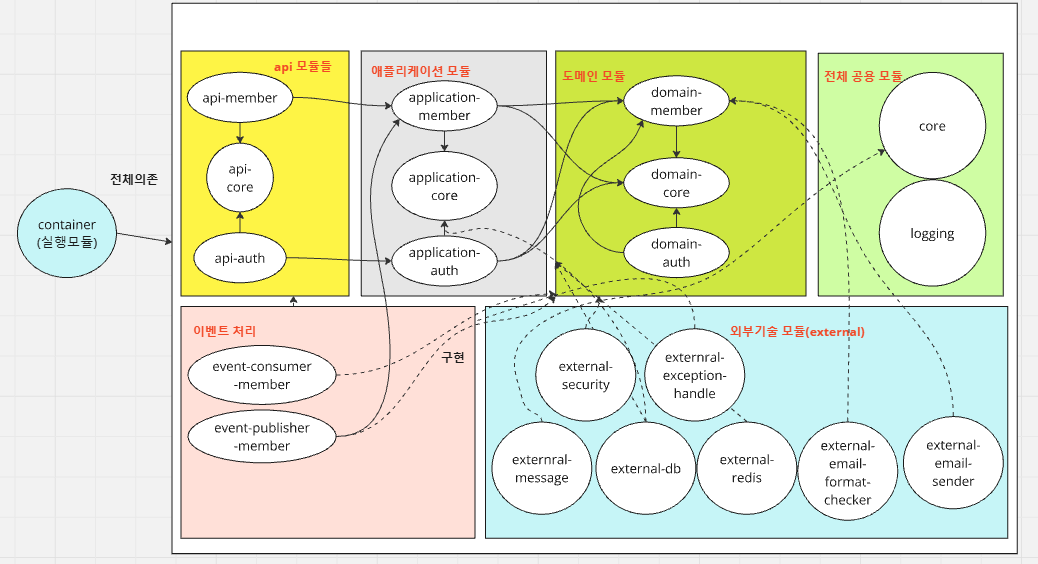 전체의존
container
(실행모듈)
api 모듈들
api-member
api-
core
api-auth
애플리케이션 모듈
application-
member
application-
core
application-
auth
도메인 모듈
domain-
member
domain-
core
domain-
auth
전체 공용 모듈
core
logging
이벤트 처리
event-consumer
-member
event-publisher
-member
구현
외부기술 모듈(external)
external-
security
externral-
exception-
handle
externral-
message
external-db
external-
redis
external-
email-
format-
checker
external-
email-
sender